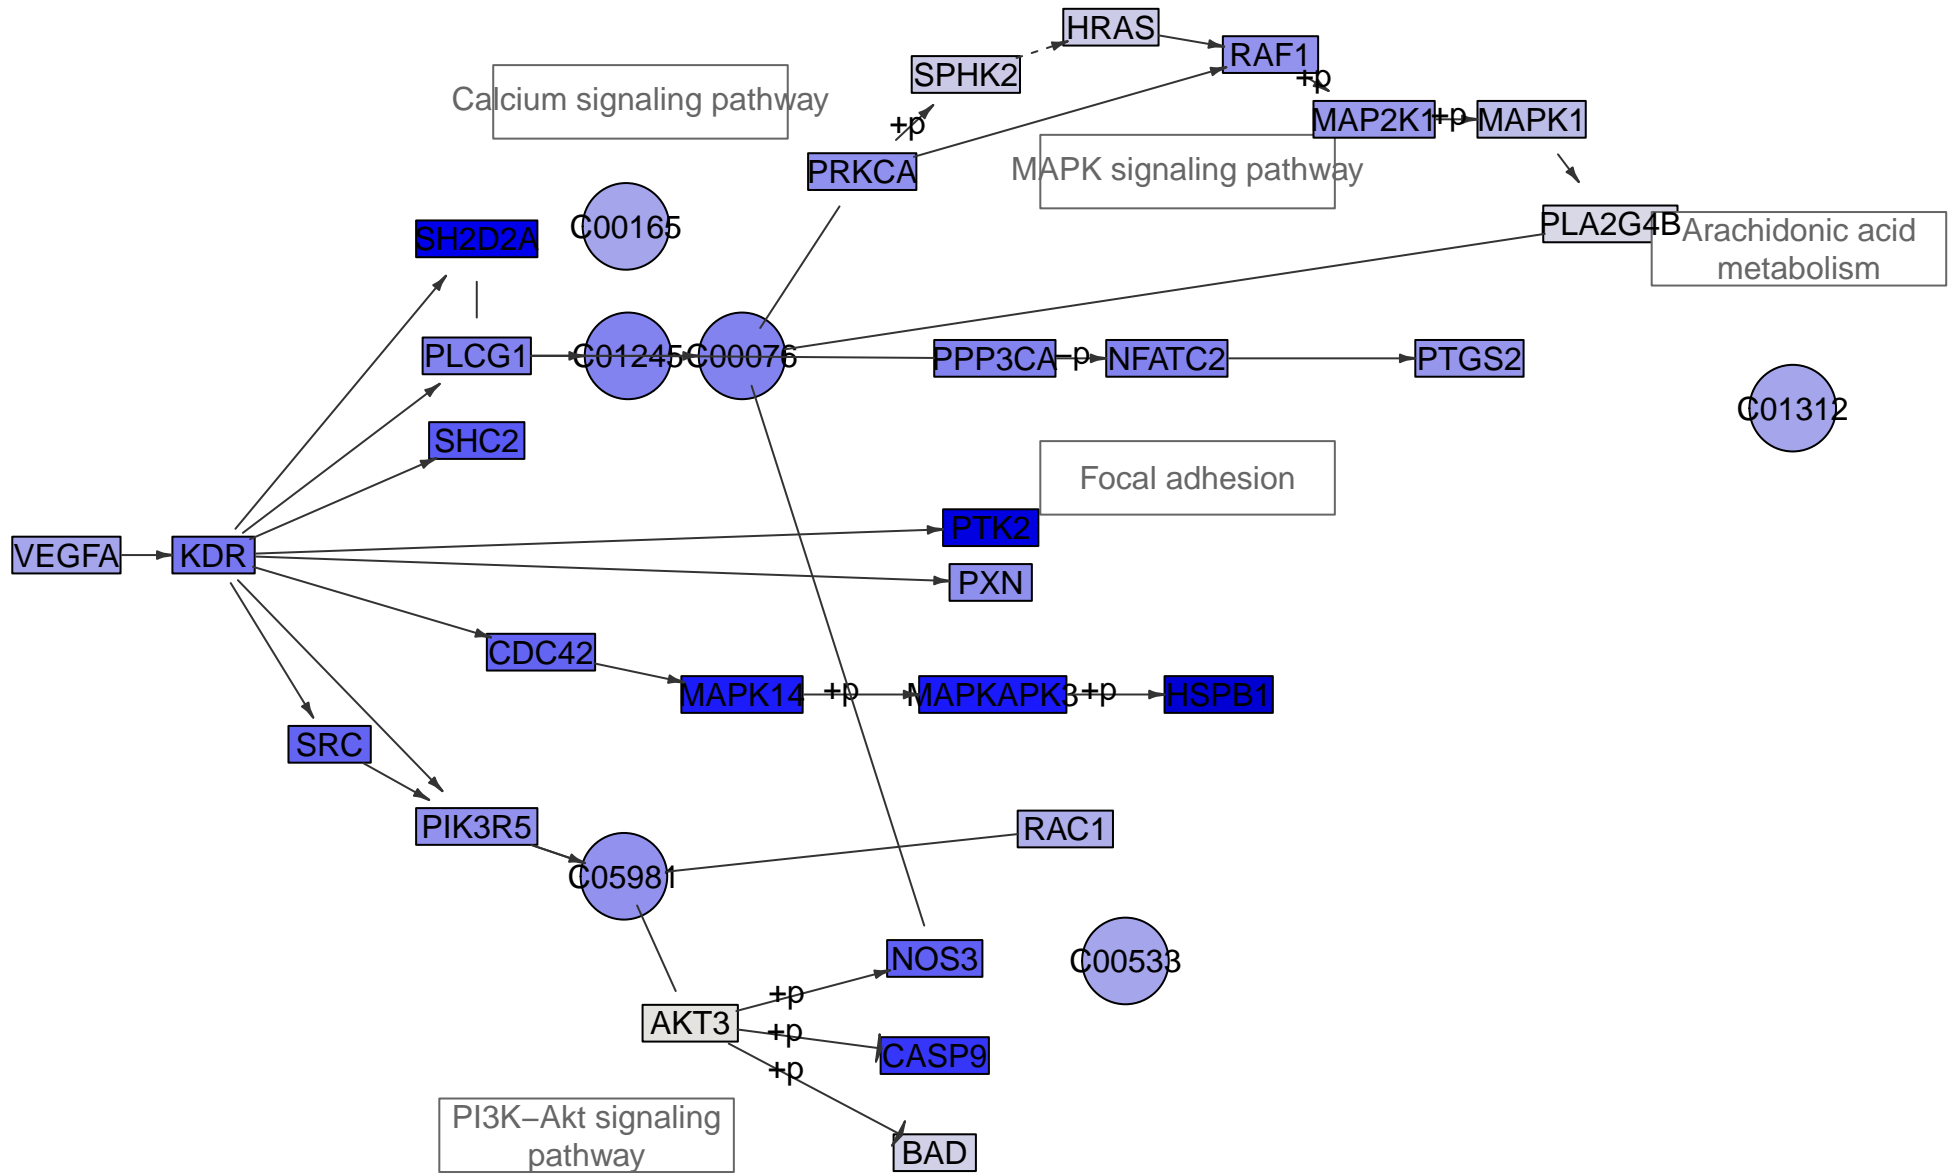 HRAS
RAF1
SPHK2
+p
Calcium signaling pathway
MAP2K1
+p
MAPK1
+p
PRKCA
MAPK signaling pathway
C00165
SH2D2A
PLA2G4B
Arachidonic acid
metabolism
PLCG1
C01245
C00076
PPP3CA
−p
NFATC2
PTGS2
C01312
SHC2
Focal adhesion
PTK2
VEGFA
KDR
PXN
CDC42
MAPK14
+p
MAPKAPK3
+p
HSPB1
SRC
PIK3R5
RAC1
C05981
NOS3
C00533
+p
AKT3
+p
CASP9
+p
PI3K−Akt signaling
pathway
BAD